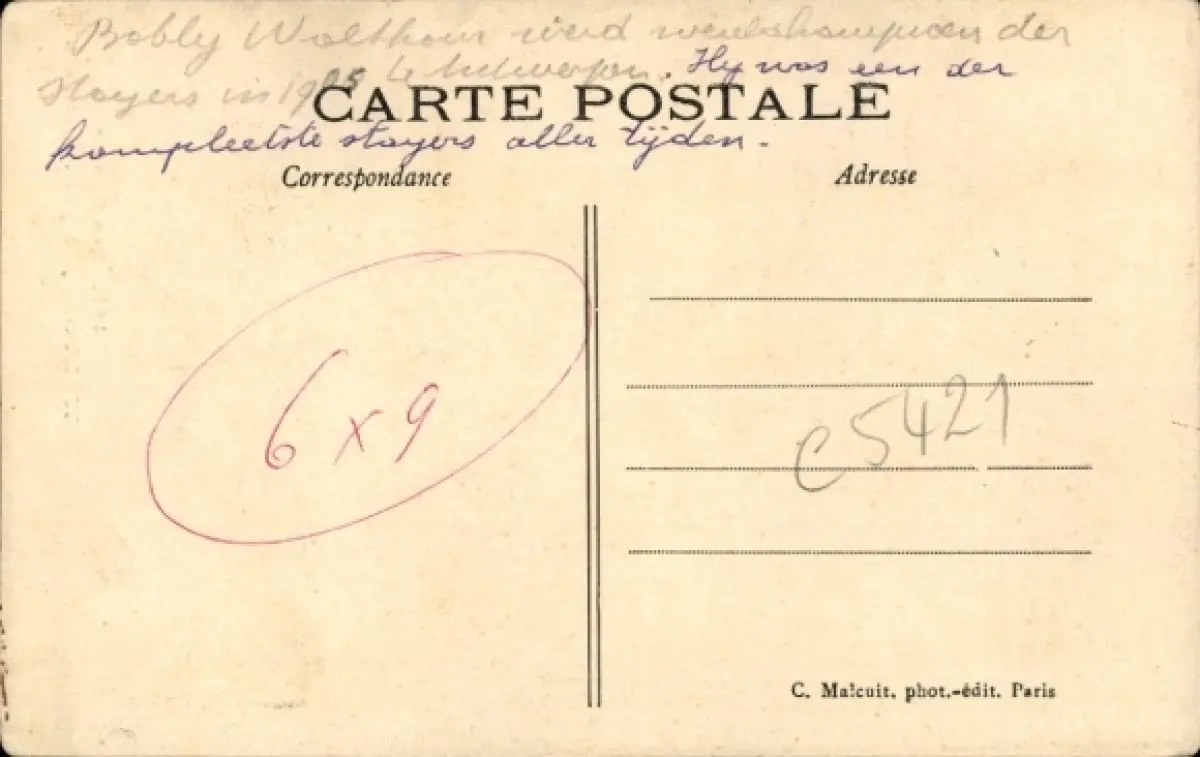 Bobby Walthour werd wereldkampioen der
stayers in 1905 te Antwerpen. Hy was een der
CARTE POSTALE
kompleetste stayers aller tijden.
Correspondance
Adresse
6 x 9
C5421
C. Malcuit, phot.-édit. Paris